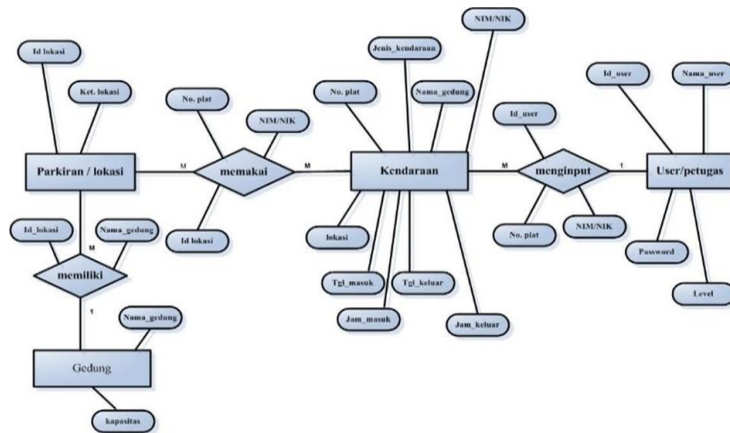 NIM/NIK
Id lokasi
Jenis_kendaraan
Id_user
Nama_user
Ket. lokasi
No. plat
No. plat
Nama_gedung
NIM/NIK
Id_user
Parkiran / lokasi
M
memakai
M
Kendaraan
M
menginput
1
User/petugas
Id_lokasi
Nama_gedung
Id lokasi
lokasi
No. plat
NIM/NIK
M
memiliki
Password
Tgl_masuk
Tgl_keluar
Level
1
Nama_gedung
Jam_masuk
Jam_keluar
Gedung
kapasitas